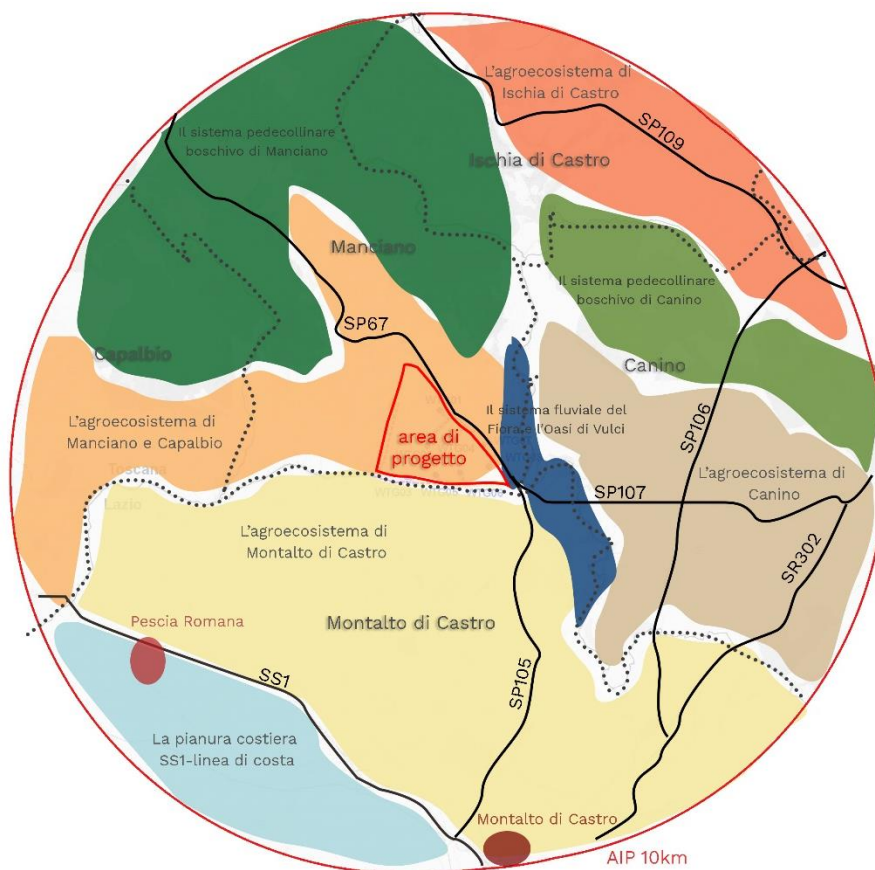 L'agroecosistema di
Ischia di Castro
SP109
Il sistema pedecollinare
boschivo di Manciano
Ischia di Castro
Manciano
Il sistema pedecollinare
boschivo di Canino
SP67
Capalbio
Canino
L'agroecosistema di
Manciano e Capalbio
Il sistema fluviale del
Fiora e l'Oasi di Vulci
SP106
area di
progetto
Toscana
Lazio
SP107
L'agroecosistema di
Canino
L'agroecosistema di
Montalto di Castro
SR302
Pescia Romana
Montalto di Castro
SS1
SP105
La pianura costiera
SS1-linea di costa
Montalto di Castro
AIP 10km